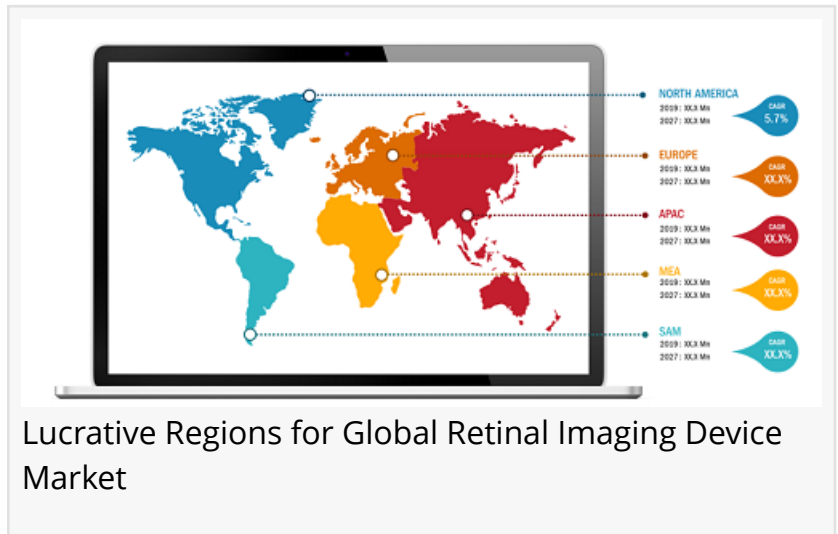 NORTH AMERICA
2019: XX.X Mn
2027: XX.X Mn
CAGR
5.7%
EUROPE
2019: XX.X Mn
2027: XX.X Mn
CAGR
XX.X%
APAC
2019: XX.X Mn
2027: XX.X Mn
CAGR
XX.X%
MEA
2019: XX.X Mn
2027: XX.X Mn
CAGR
XX.X%
SAM
2019: XX.X Mn
2027: XX.X Mn
CAGR
XX.X%
Lucrative Regions for Global Retinal Imaging Device
Market